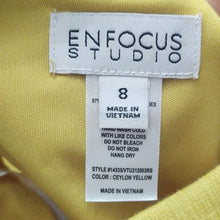 ENFOCUS
STUDIO
8
MADE IN
VIETNAM
HAND WASH COLD
WITH LIKE COLORS
DO NOT BLEACH
DO NOT IRON
HANG DRY
COLOR: CEYLON YELLOW
MADE IN VIETNAM